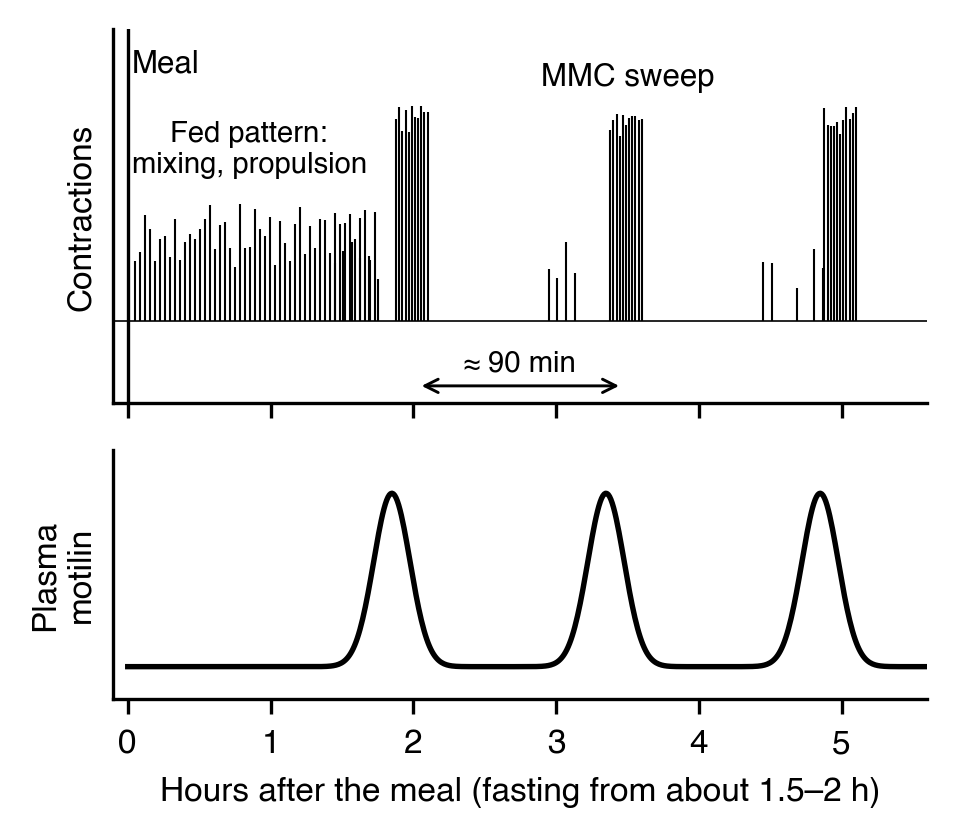 Meal
MMC sweep
Fed pattern:
mixing, propulsion
Contractions
≈ 90 min
Plasma
motilin
0 1 2 3 4 5
Hours after the meal (fasting from about 1.5–2 h)